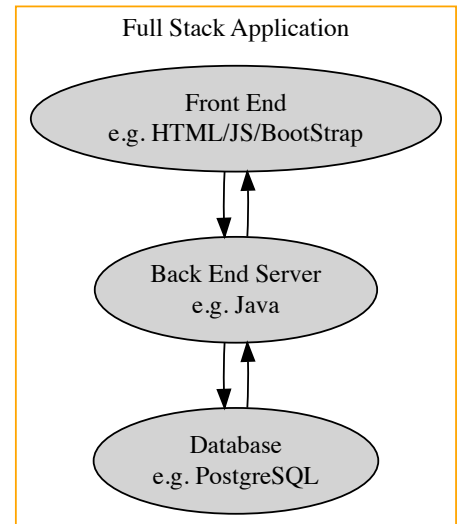 Full Stack Application
Front End
e.g. HTML/JS/BootStrap
Back End Server
e.g. Java
Database
e.g. PostgreSQL